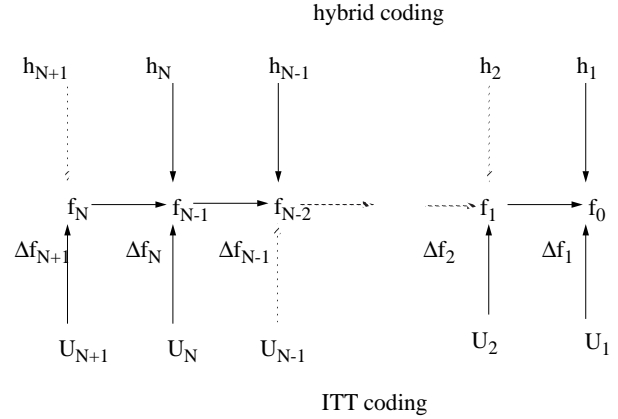 hybrid coding
h_{N+1} h_N h_{N-1} h_2 h_1
f_N f_{N-1} f_{N-2} f_1 f_0
Δf_{N+1} Δf_N Δf_{N-1} Δf_2 Δf_1
U_{N+1} U_N U_{N-1} U_2 U_1
ITT coding